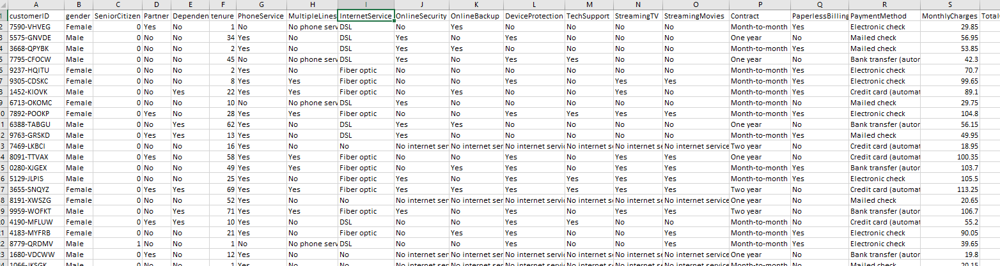 A B C D E F G H I J K L M N O P Q R S
1 customerID gender SeniorCitizen Partner Dependen tenure PhoneService MultipleLines InternetService OnlineSecurity OnlineBackup DeviceProtection TechSupport StreamingTV StreamingMovies Contract PaperlessBilling PaymentMethod MonthlyCharges Total
2 7590-VHVEG Female 0 Yes No 1 No No phone serv DSL No Yes No No No No Month-to-month Yes Electronic check 29.85
3 5575-GNVDE Male 0 No No 34 Yes No DSL Yes No Yes No No No One year No Mailed check 56.95
4 3668-QPYBK Male 0 No No 2 Yes No DSL Yes Yes No No No No Month-to-month Yes Mailed check 53.85
5 7795-CFOCW Male 0 No No 45 No No phone serv DSL Yes No Yes Yes No No One year No Bank transfer (autor 42.3
6 9237-HQITU Female 0 No No 2 Yes No Fiber optic No No No No No No Month-to-month Yes Electronic check 70.7
7 9305-CDSKC Female 0 No No 8 Yes Yes Fiber optic No No Yes No Yes Yes Month-to-month Yes Electronic check 99.65
8 1452-KIOVK Male 0 No Yes 22 Yes Yes Fiber optic No Yes No No Yes No Month-to-month Yes Credit card (automat 89.1
9 6713-OKOMC Female 0 No No 10 No No phone serv DSL Yes No No No No No Month-to-month No Mailed check 29.75
0 7892-POOKP Female 0 Yes No 28 Yes Yes Fiber optic No No Yes Yes Yes Yes Month-to-month Yes Electronic check 104.8
1 6388-TABGU Male 0 No Yes 62 Yes No DSL Yes Yes No No No No One year No Bank transfer (autor 56.15
2 9763-GRSKD Male 0 Yes Yes 13 Yes No DSL Yes No No No No No Month-to-month Yes Mailed check 49.95
3 7469-LKBCI Male 0 No No 16 Yes No No No internet ser No internet ser No internet servic No internet s No internet se No internet service Two year No Credit card (automat 18.95
4 8091-TTVAX Male 0 Yes No 58 Yes Yes Fiber optic No No Yes No Yes Yes One year No Credit card (automat 100.35
5 0280-XJGEX Male 0 No No 49 Yes Yes Fiber optic No Yes Yes No Yes Yes Month-to-month Yes Bank transfer (autor 103.7
6 5129-JLPIS Male 0 No No 25 Yes No Fiber optic Yes No Yes Yes Yes Yes Month-to-month Yes Electronic check 105.5
7 3655-SNQYZ Female 0 Yes Yes 69 Yes Yes Fiber optic Yes Yes Yes Yes Yes Yes Two year No Credit card (automat 113.25
8 8191-XWSZG Female 0 No No 52 Yes No No No internet ser No internet ser No internet servic No internet s No internet se No internet service One year No Mailed check 20.65
9 9959-WOFKT Male 0 No Yes 71 Yes Yes Fiber optic Yes No Yes No Yes Yes Two year No Bank transfer (autor 106.7
20 4190-MFLUW Female 0 Yes Yes 10 Yes No DSL No No Yes Yes No No Month-to-month No Credit card (automat 55.2
21 4183-MYFRB Female 0 No No 21 Yes No Fiber optic No Yes Yes No No Yes Month-to-month Yes Electronic check 90.05
22 8779-QRDMV Male 1 No No 1 No No phone serv DSL No No Yes No No Yes Month-to-month Yes Electronic check 39.65
23 1680-VDCWW Male 0 Yes No 12 Yes No No No internet ser No internet ser No internet servic No internet s No internet se No internet service One year No Bank transfer (autor 19.8
24 1066-JKSGK Male 0 No No 1 Yes No No No internet ser No internet ser No internet servic No internet s No internet se No internet service Month-to-month No Mailed check 20.15